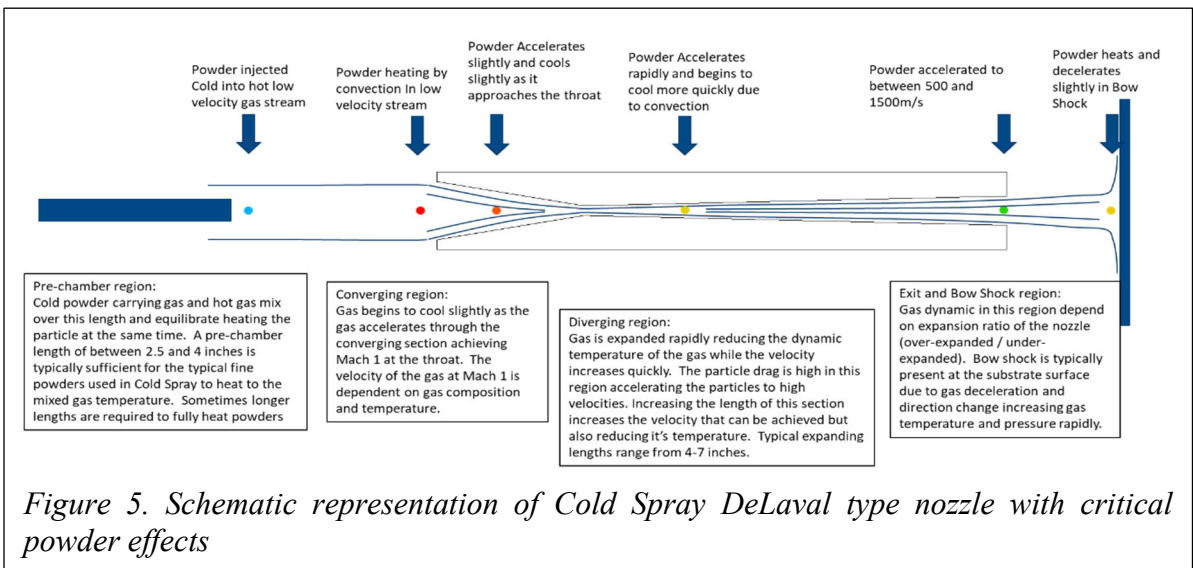 Powder injected
Cold into hot low
velocity gas stream
Powder heating by
convection In low
velocity stream
Powder Accelerates
slightly and cools
slightly as it
approaches the throat
Powder Accelerates
rapidly and begins to
cool more quickly due
to convection
Powder accelerated to
between 500 and
1500m/s
Powder heats and
decelerates
slightly in Bow
Shock
Pre-chamber region:
Cold powder carrying gas and hot gas mix
over this length and equilibrate heating the
particle at the same time. A pre-chamber
length of between 2.5 and 4 inches is
typically sufficient for the typical fine
powders used in Cold Spray to heat to the
mixed gas temperature. Sometimes longer
lengths are required to fully heat powders
Converging region:
Gas begins to cool slightly as the
gas accelerates through the
converging section achieving
Mach 1 at the throat. The
velocity of the gas at Mach 1 is
dependent on gas composition
and temperature.
Diverging region:
Gas is expanded rapidly reducing the dynamic
temperature of the gas while the velocity
increases quickly. The particle drag is high in this
region accelerating the particles to high
velocities. Increasing the length of this section
increases the velocity that can be achieved but
also reducing it's temperature. Typical expanding
lengths range from 4-7 inches.
Exit and Bow Shock region:
Gas dynamic in this region depend
on expansion ratio of the nozzle
(over-expanded / under-
expanded). Bow shock is typically
present at the substrate surface
due to gas deceleration and
direction change increasing gas
temperature and pressure rapidly.
Figure 5. Schematic representation of Cold Spray DeLaval type nozzle with critical
powder effects